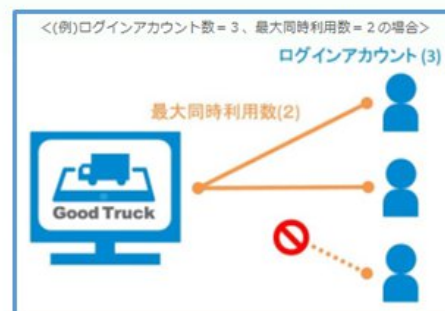 <(例)ログインアカウント数＝3、最大同時利用数＝2の場合>
ログインアカウント(3)
最大同時利用数(2)
Good Truck